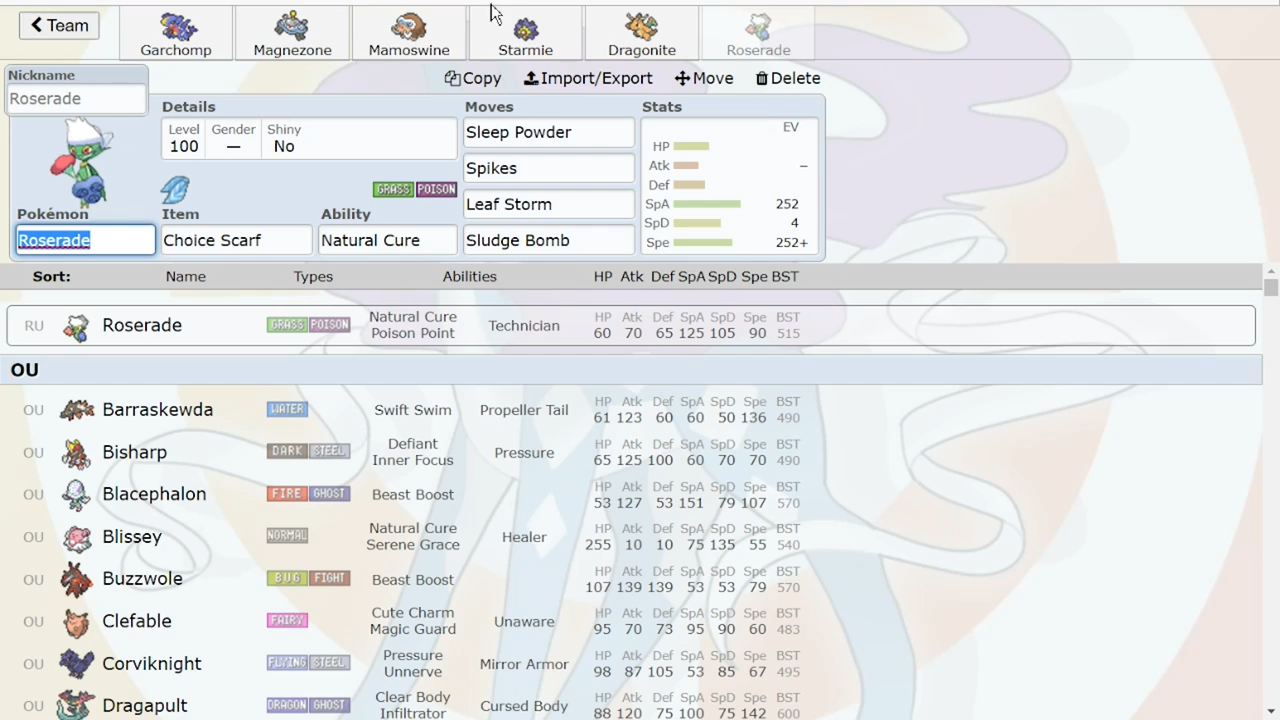 Team
Garchomp
Magnezone
Mamoswine
Starmie
Dragonite
Roserade
Nickname
Roserade
Copy
Import/Export
Move
Delete
Details
Moves
Stats
Level
100
Gender
—
Shiny
No
Sleep Powder
Spikes
Leaf Storm
Sludge Bomb
EV
HP
Atk –
Def
SpA 252
SpD 4
Spe 252+
GRASS POISON
Pokémon
Roserade
Item
Choice Scarf
Ability
Natural Cure
Sort: Name Types Abilities HP Atk Def SpA SpD Spe BST
RU Roserade GRASS POISON Natural Cure Poison Point Technician
HP Atk Def SpA SpD Spe BST
60 70 65 125 105 90 515
OU
OU Barraskewda WATER Swift Swim Propeller Tail
HP Atk Def SpA SpD Spe BST
61 123 60 60 50 136 490
OU Bisharp DARK STEEL Defiant Inner Focus Pressure
HP Atk Def SpA SpD Spe BST
65 125 100 60 70 70 490
OU Blacephalon FIRE GHOST Beast Boost
HP Atk Def SpA SpD Spe BST
53 127 53 151 79 107 570
OU Blissey NORMAL Natural Cure Serene Grace Healer
HP Atk Def SpA SpD Spe BST
255 10 10 75 135 55 540
OU Buzzwole BUG FIGHT Beast Boost
HP Atk Def SpA SpD Spe BST
107 139 139 53 53 79 570
OU Clefable FAIRY Cute Charm Magic Guard Unaware
HP Atk Def SpA SpD Spe BST
95 70 73 95 90 60 483
OU Corviknight FLYING STEEL Pressure Unnerve Mirror Armor
HP Atk Def SpA SpD Spe BST
98 87 105 53 85 67 495
OU Dragapult DRAGON GHOST Clear Body Infiltrator Cursed Body
HP Atk Def SpA SpD Spe BST
88 120 75 100 75 142 600